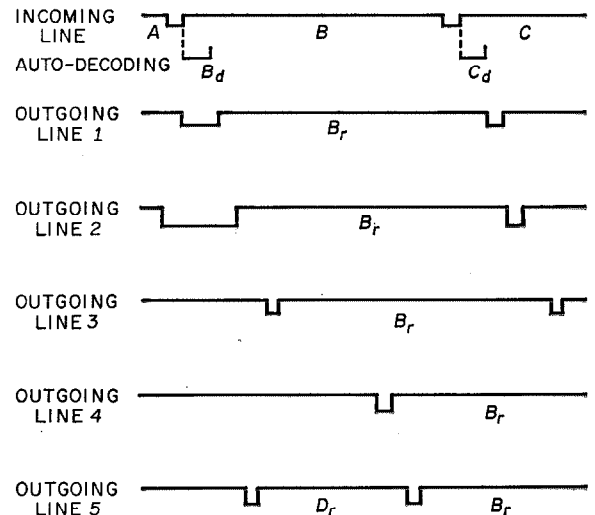 INCOMING
LINE
A B C
AUTO-DECODING Bd Cd
OUTGOING
LINE 1
Br
OUTGOING
LINE 2
Br
OUTGOING
LINE 3
Br
OUTGOING
LINE 4
Br
OUTGOING
LINE 5
Dr Br